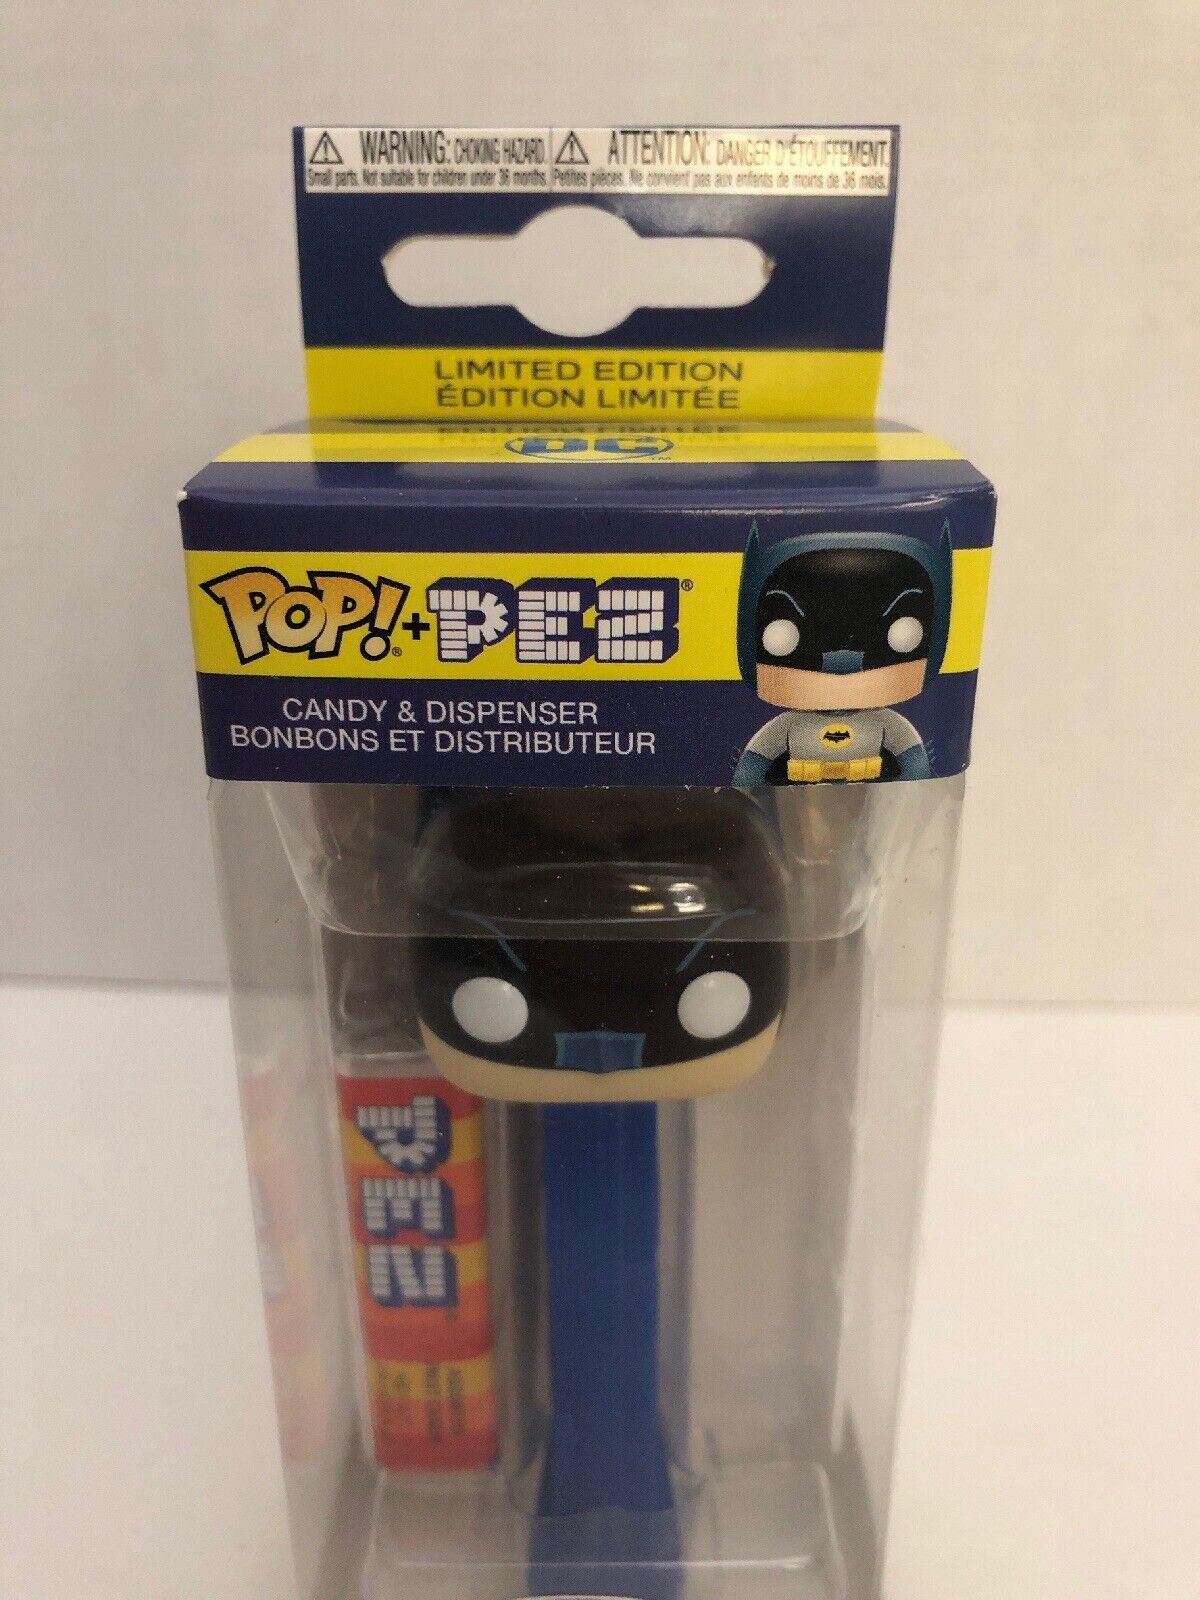 ⚠ WARNING: CHOKING HAZARD.
Small parts. Not suitable for children under 36 months.
⚠ ATTENTION: DANGER D'ÉTOUFFEMENT.
Petites pièces. Ne convient pas aux enfants de moins de 36 mois.
LIMITED EDITION
ÉDITION LIMITÉE
DC™
POP!® + PEZ®
CANDY & DISPENSER
BONBONS ET DISTRIBUTEUR
PEZ